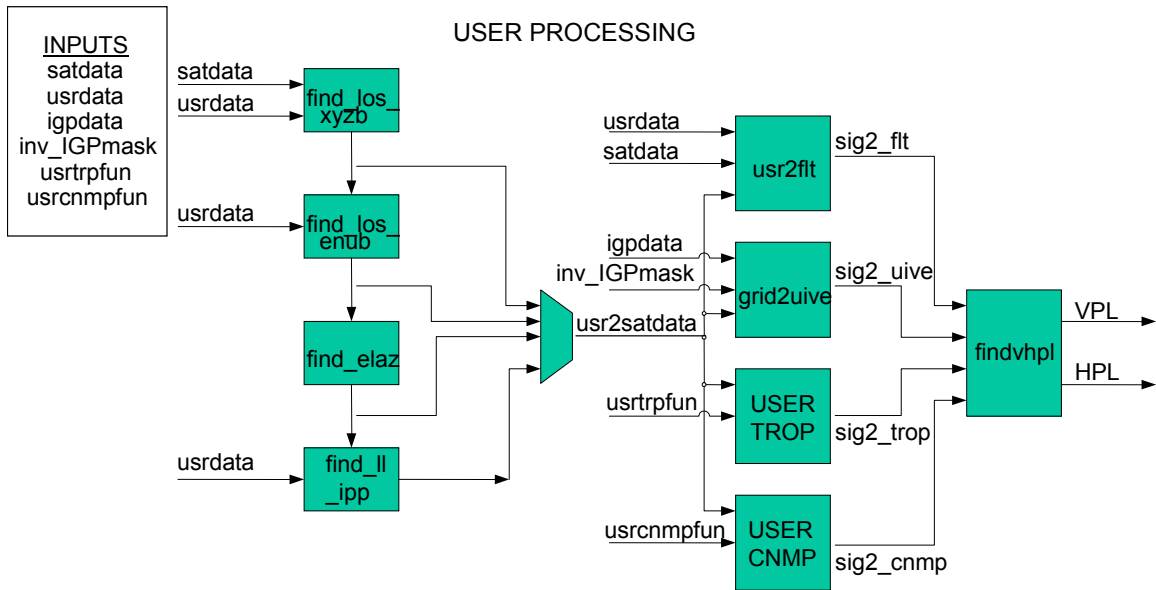 USER PROCESSING
INPUTS
satdata
usrdata
igpdata
inv_IGPmask
usrtrpfun
usrcnmpfun
satdata
usrdata
find_los_
xyzb
usrdata
find_los_
enub
find_elaz
usrdata
find_ll
_ipp
usr2satdata
usrdata
satdata
usr2flt
sig2_flt
igpdata
inv_IGPmask
grid2uive
sig2_uive
usrtrpfun
USER
TROP
sig2_trop
usrcnmpfun
USER
CNMP
sig2_cnmp
findvhpl
VPL
HPL